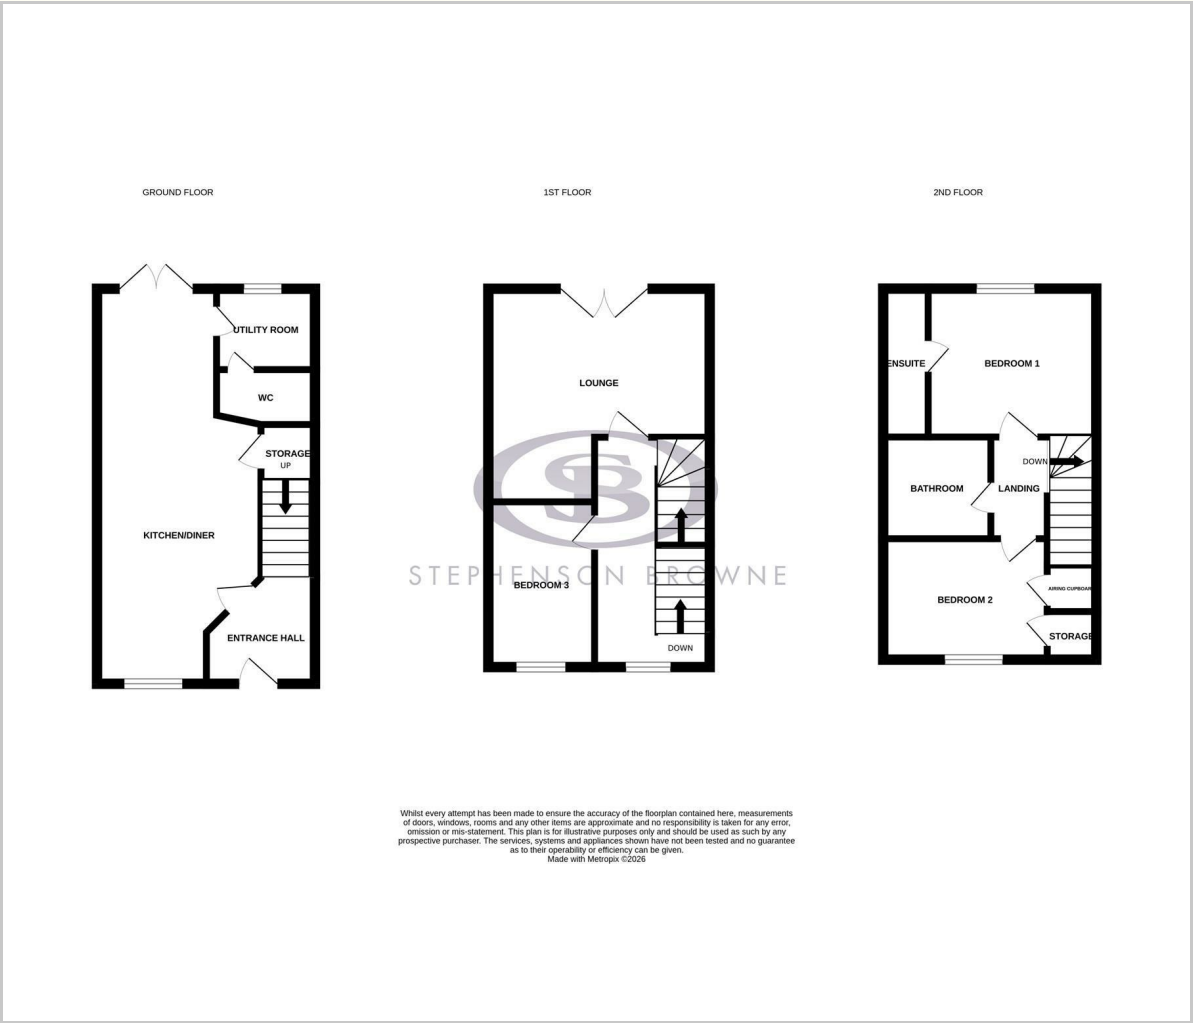 GROUND FLOOR
1ST FLOOR
2ND FLOOR
UTILITY ROOM
WC
STORAGE
UP
KITCHEN/DINER
ENTRANCE HALL
LOUNGE
BEDROOM 3
DOWN
ENSUITE
BEDROOM 1
DOWN
BATHROOM
LANDING
BEDROOM 2
AIRING CUPBOAR
STORAGE
SB
STEPHENSON BROWNE
Whilst every attempt has been made to ensure the accuracy of the floorplan contained here, measurements
of doors, windows, rooms and any other items are approximate and no responsibility is taken for any error,
omission or mis-statement. This plan is for illustrative purposes only and should be used as such by any
prospective purchaser. The services, systems and appliances shown have not been tested and no guarantee
as to their operability or efficiency can be given.
Made with Metropix ©2026